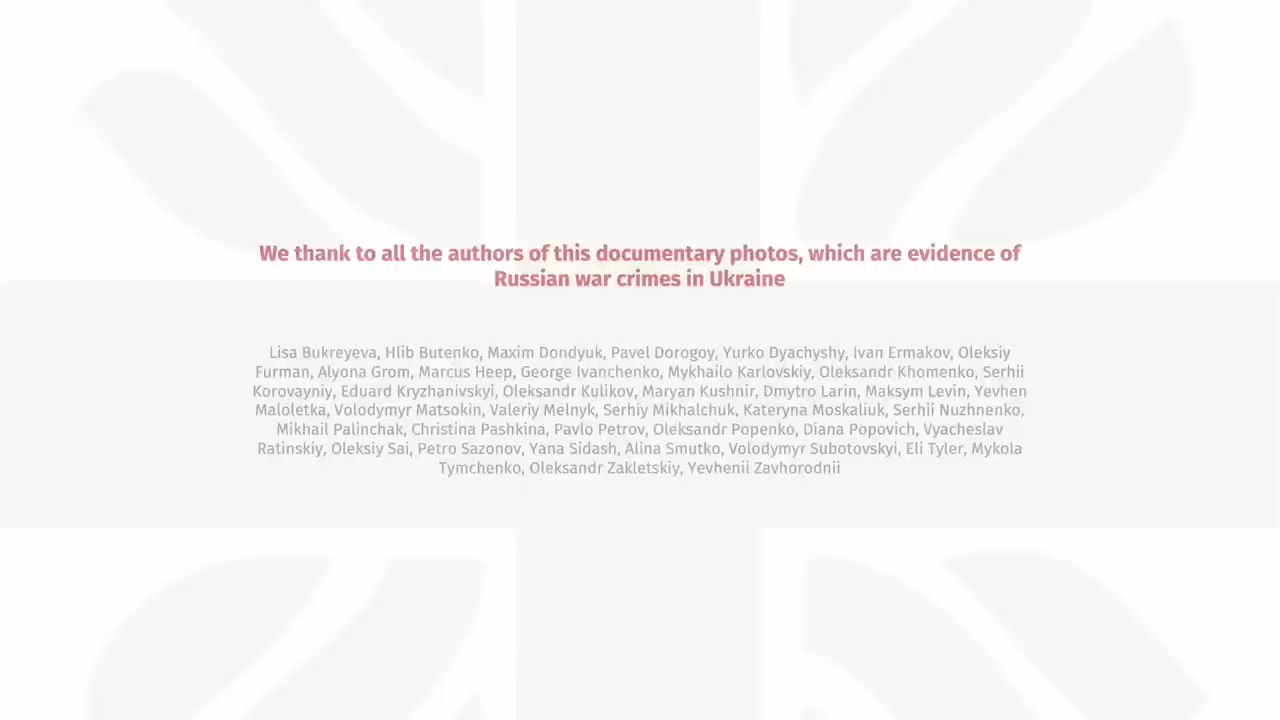 We thank to all the authors of this documentary photos, which are evidence of
Russian war crimes in Ukraine
Lisa Bukreyeva, Hlib Butenko, Maxim Dondyuk, Pavel Dorogoy, Yurko Dyachyshy, Ivan Ermakov, Oleksiy
Furman, Alyona Grom, Marcus Heep, George Ivanchenko, Mykhailo Karlovskiy, Oleksandr Khomenko, Serhii
Korovayniy, Eduard Kryzhanivskyi, Oleksandr Kulikov, Maryan Kushnir, Dmytro Larin, Maksym Levin, Yevhen
Maloletka, Volodymyr Matsokin, Valeriy Melnyk, Serhiy Mikhalchuk, Kateryna Moskaliuk, Serhii Nuzhnenko,
Mikhail Palinchak, Christina Pashkina, Pavlo Petrov, Oleksandr Popenko, Diana Popovich, Vyacheslav
Ratinskiy, Oleksiy Sai, Petro Sazonov, Yana Sidash, Alina Smutko, Volodymyr Subotovskyi, Eli Tyler, Mykola
Tymchenko, Oleksandr Zakletskiy, Yevhenii Zavhorodnii